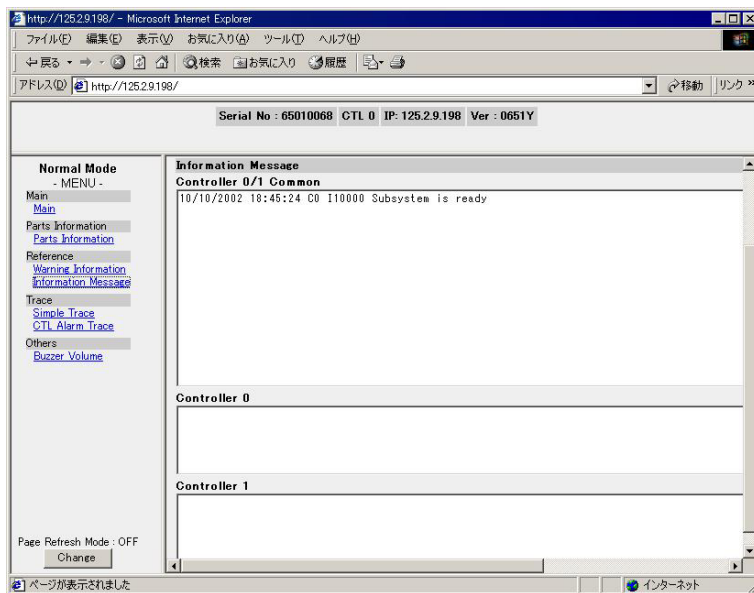 http://125.2.9.198/ - Microsoft Internet Explorer
ファイル(F) 編集(E) 表示(V) お気に入り(A) ツール(T) ヘルプ(H)
戻る 検索 お気に入り 履歴
アドレス(D) http://125.2.9.198/ 移動 リンク »
Serial No : 65010068 CTL 0 IP: 125.2.9.198 Ver : 0651Y
Normal Mode
- MENU -
Main
Main
Parts Information
Parts Information
Reference
Warning Information
Information Message
Trace
Simple Trace
CTL Alarm Trace
Others
Buzzer Volume
Page Refresh Mode : OFF
Change
Information Message
Controller 0/1 Common
10/10/2002 18:45:24 C0 I10000 Subsystem is ready
Controller 0
Controller 1
ページが表示されました インターネット